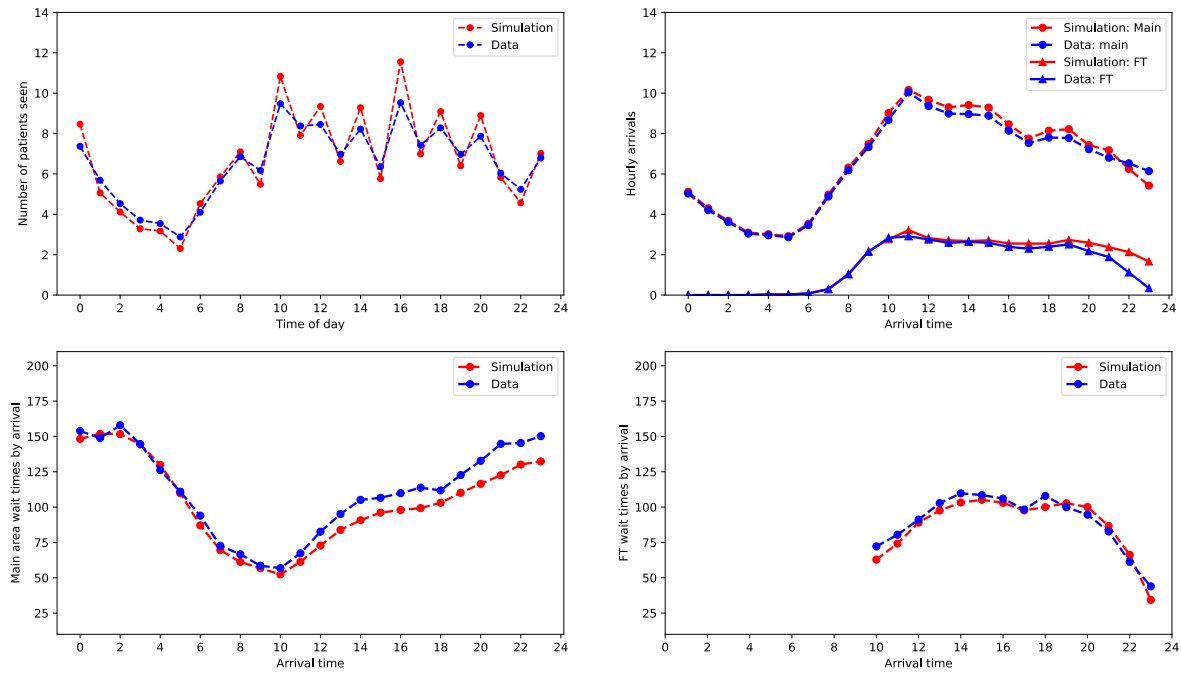 14
12
10
8
6
4
2
0
Number of patients seen
Simulation
Data
0 2 4 6 8 10 12 14 16 18 20 22 24
Time of day
14
12
10
8
6
4
2
0
Hourly arrivals
Simulation: Main
Data: main
Simulation: FT
Data: FT
0 2 4 6 8 10 12 14 16 18 20 22 24
Arrival time
200
175
150
125
100
75
50
25
Main area wait times by arrival
Simulation
Data
0 2 4 6 8 10 12 14 16 18 20 22 24
Arrival time
200
175
150
125
100
75
50
25
FT wait times by arrival
Simulation
Data
0 2 4 6 8 10 12 14 16 18 20 22 24
Arrival time